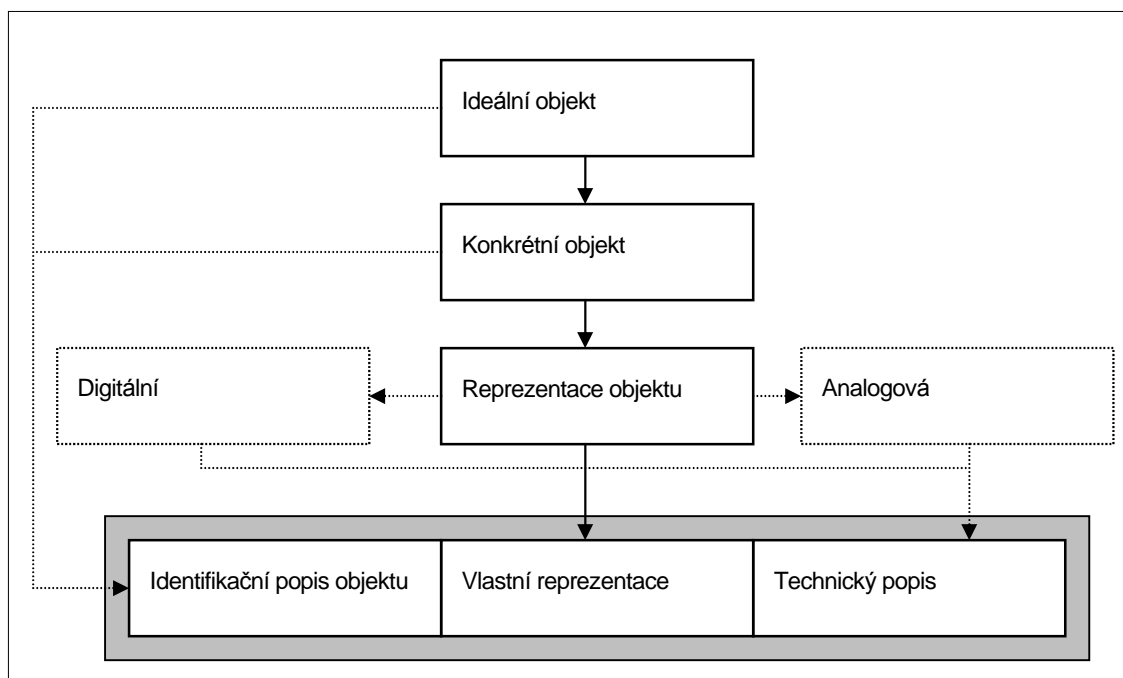 Ideální objekt
Konkrétní objekt
Digitální
Reprezentace objektu
Analogová
Identifikační popis objektu
Vlastní reprezentace
Technický popis